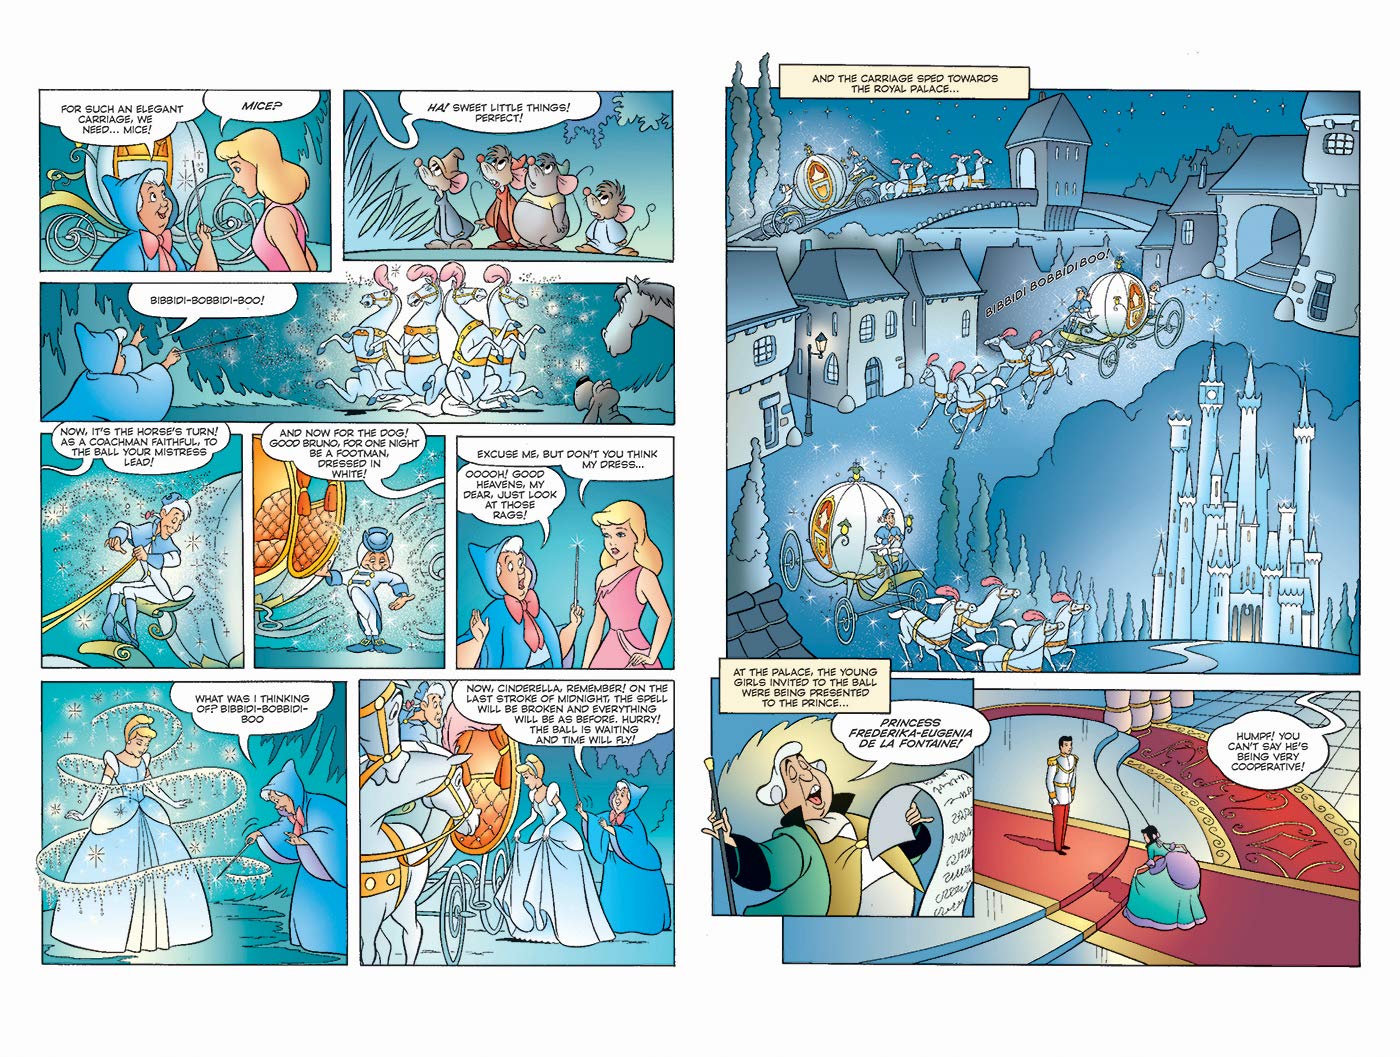 FOR SUCH AN ELEGANT
CARRIAGE, WE
NEED... MICE!
MICE?
HA! SWEET LITTLE THINGS!
PERFECT!
BIBBIDI-BOBBIDI-BOO!
NOW, IT'S THE HORSE'S TURN!
AS A COACHMAN FAITHFUL, TO
THE BALL YOUR MISTRESS
LEAD!
AND NOW FOR THE DOG!
GOOD BRUNO, FOR ONE NIGHT
BE A FOOTMAN,
DRESSED IN
WHITE!
EXCUSE ME, BUT DON'T YOU THINK
MY DRESS...
OOOOH! GOOD
HEAVENS, MY
DEAR, JUST LOOK
AT THOSE
RAGS!
WHAT WAS I THINKING
OF? BIBBIDI-BOBBIDI-
BOO
NOW, CINDERELLA, REMEMBER! ON THE
LAST STROKE OF MIDNIGHT, THE SPELL
WILL BE BROKEN AND EVERYTHING
WILL BE AS BEFORE. HURRY!
THE BALL IS WAITING
AND TIME WILL FLY!
AND THE CARRIAGE SPED TOWARDS
THE ROYAL PALACE...
BIBBIDI BOBBIDI BOO!
AT THE PALACE, THE YOUNG
GIRLS INVITED TO THE BALL
WERE BEING PRESENTED
TO THE PRINCE...
PRINCESS
FREDERIKA-EUGENIA
DE LA FONTAINE!
HUMPF! YOU
CAN'T SAY HE'S
BEING VERY
COOPERATIVE!